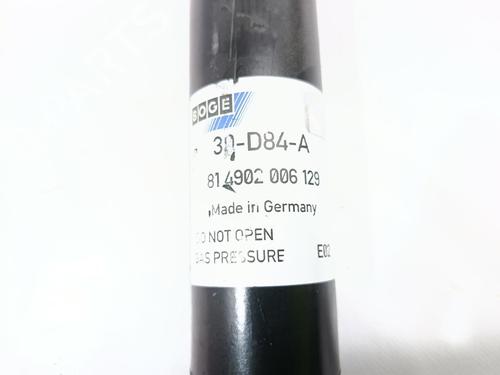 BOGE
30-D84-A
81 4902 006 129
Made in Germany
DO NOT OPEN
GAS PRESSURE E02